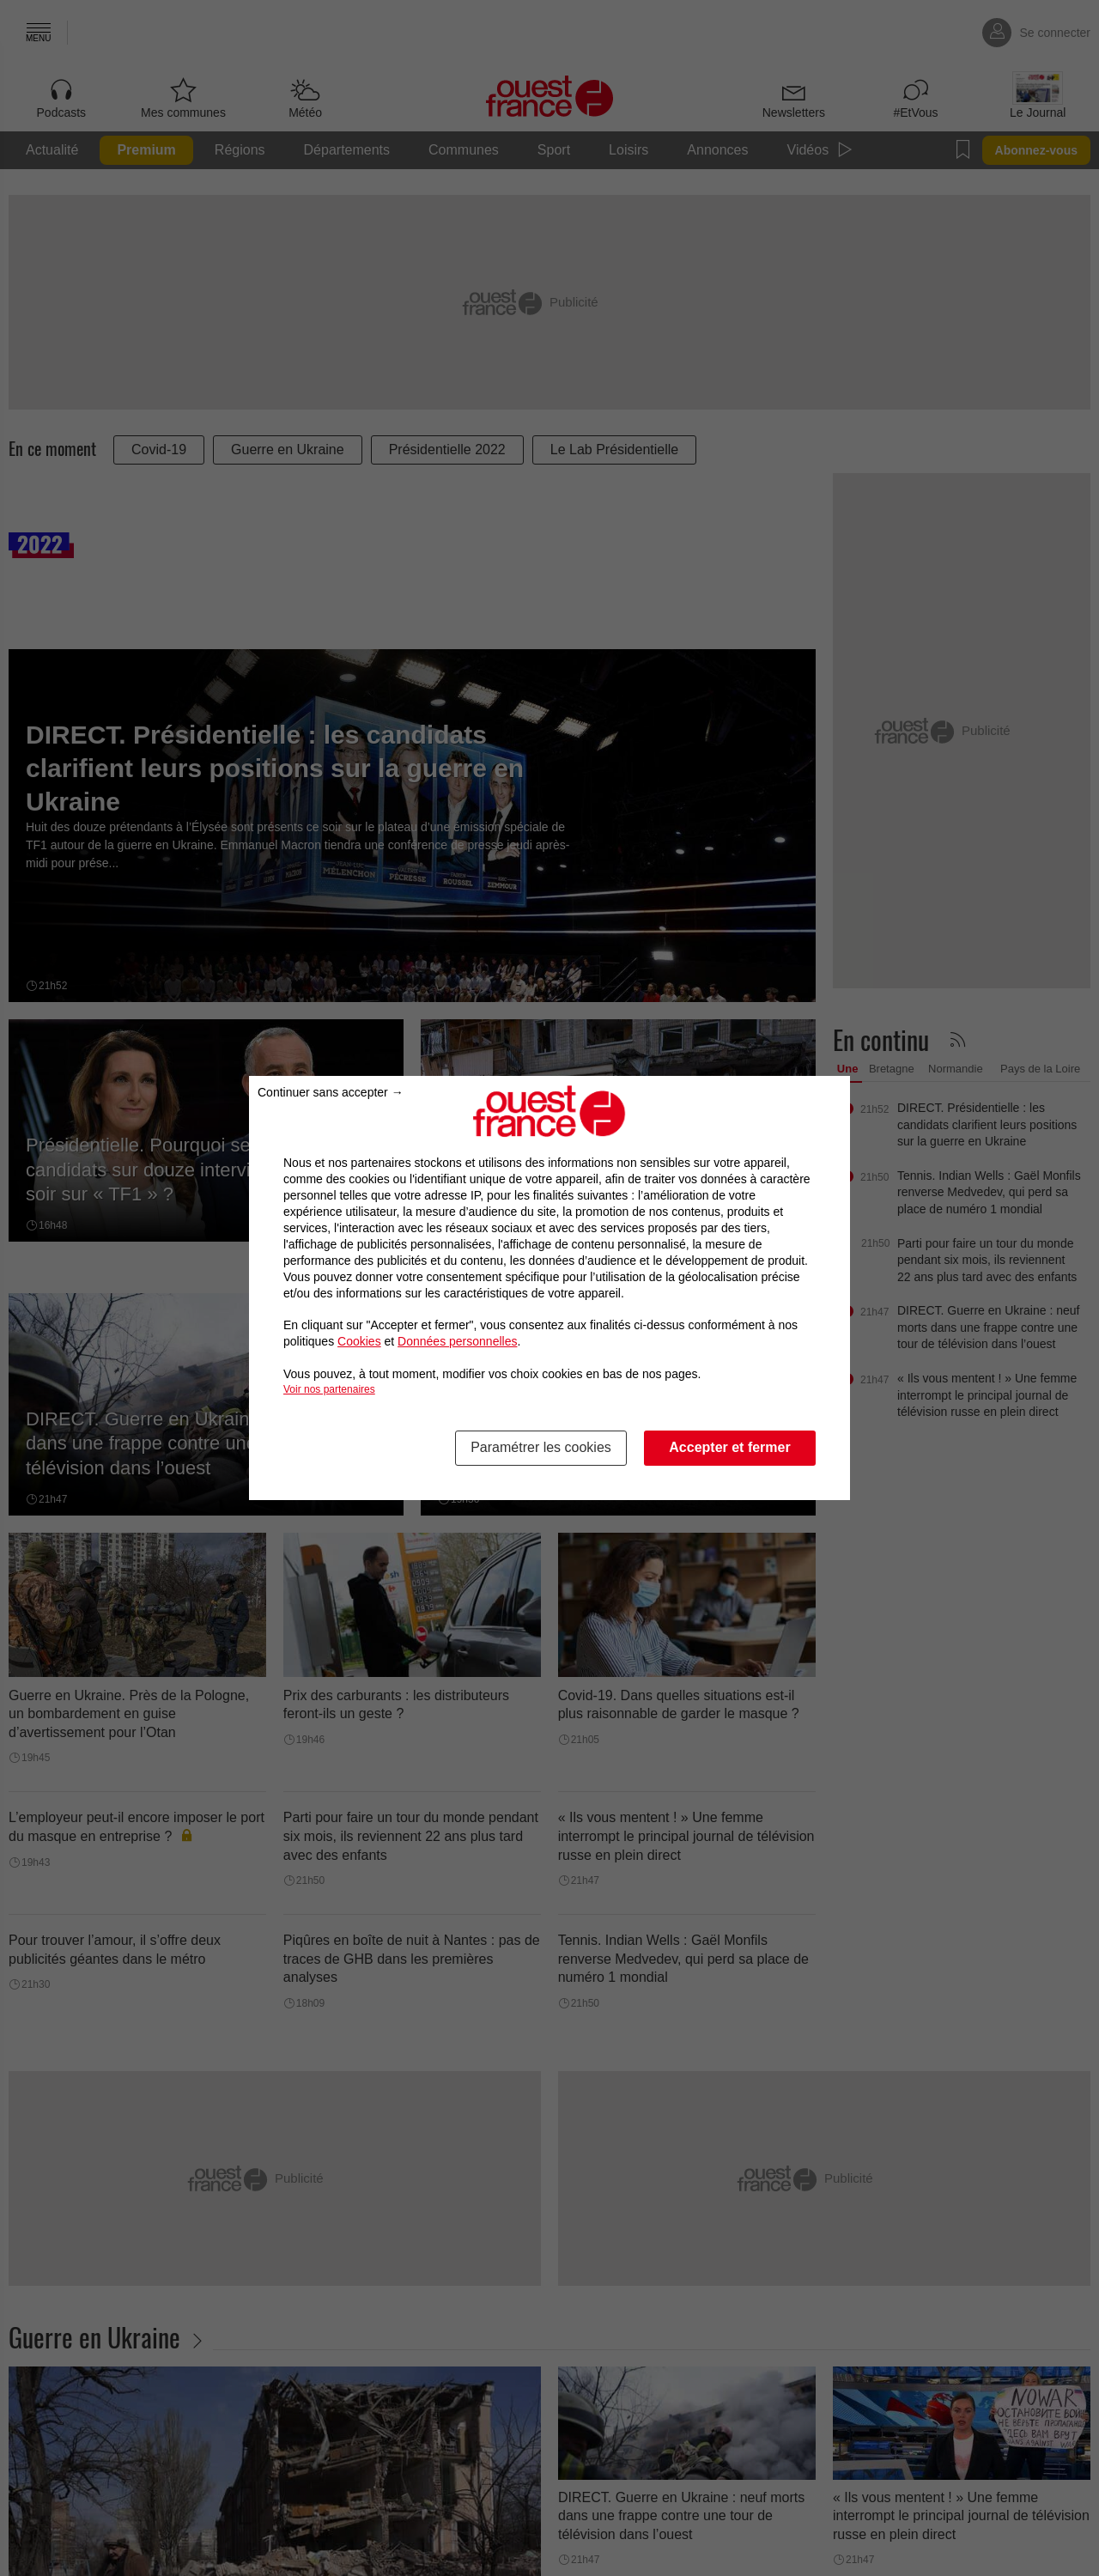 MENU
Se connecter
Podcasts
Mes communes
Météo
ouest
france
Newsletters
#EtVous
Le Journal
Actualité
Premium
Régions
Départements
Communes
Sport
Loisirs
Annonces
Vidéos
Abonnez-vous
ouest
france
Publicité
En ce moment
Covid-19
Guerre en Ukraine
Présidentielle 2022
Le Lab Présidentielle
2022
DIRECT. Présidentielle : les candidats
clarifient leurs positions sur la guerre en
Ukraine
Huit des douze prétendants à l’Élysée sont présents ce soir sur le plateau d’une émission spéciale de
TF1 autour de la guerre en Ukraine. Emmanuel Macron tiendra une conférence de presse jeudi après-
midi pour prése...
MÉLENCHON
PÉCRESSE
ROUSSEL
ZEMMOUR
21h52
ouest
france
Publicité
Présidentielle. Pourquoi se
candidats sur douze intervi
soir sur « TF1 » ?
16h48
En continu
Une
Bretagne
Normandie
Pays de la Loire
21h52
DIRECT. Présidentielle : les
candidats clarifient leurs positions
sur la guerre en Ukraine
21h50
Tennis. Indian Wells : Gaël Monfils
renverse Medvedev, qui perd sa
place de numéro 1 mondial
21h50
Parti pour faire un tour du monde
pendant six mois, ils reviennent
22 ans plus tard avec des enfants
21h47
DIRECT. Guerre en Ukraine : neuf
morts dans une frappe contre une
tour de télévision dans l’ouest
21h47
« Ils vous mentent ! » Une femme
interrompt le principal journal de
télévision russe en plein direct
Continuer sans accepter →
ouest
france
Nous et nos partenaires stockons et utilisons des informations non sensibles sur votre appareil,
comme des cookies ou l'identifiant unique de votre appareil, afin de traiter vos données à caractère
personnel telles que votre adresse IP, pour les finalités suivantes : l’amélioration de votre
expérience utilisateur, la mesure d’audience du site, la promotion de nos contenus, produits et
services, l’interaction avec les réseaux sociaux et avec des services proposés par des tiers,
l'affichage de publicités personnalisées, l'affichage de contenu personnalisé, la mesure de
performance des publicités et du contenu, les données d’audience et le développement de produit.
Vous pouvez donner votre consentement spécifique pour l’utilisation de la géolocalisation précise
et/ou des informations sur les caractéristiques de votre appareil.
En cliquant sur "Accepter et fermer", vous consentez aux finalités ci-dessus conformément à nos
politiques Cookies et Données personnelles.
Vous pouvez, à tout moment, modifier vos choix cookies en bas de nos pages.
Voir nos partenaires
Paramétrer les cookies
Accepter et fermer
DIRECT. Guerre en Ukrain
dans une frappe contre une
télévision dans l’ouest
21h47
Guerre en Ukraine. Près de la Pologne,
un bombardement en guise
d’avertissement pour l’Otan
19h45
Prix des carburants : les distributeurs
feront-ils un geste ?
19h46
Covid-19. Dans quelles situations est-il
plus raisonnable de garder le masque ?
21h05
L’employeur peut-il encore imposer le port
du masque en entreprise ?
19h43
Parti pour faire un tour du monde pendant
six mois, ils reviennent 22 ans plus tard
avec des enfants
21h50
« Ils vous mentent ! » Une femme
interrompt le principal journal de télévision
russe en plein direct
21h47
Pour trouver l’amour, il s’offre deux
publicités géantes dans le métro
21h30
Piqûres en boîte de nuit à Nantes : pas de
traces de GHB dans les premières
analyses
18h09
Tennis. Indian Wells : Gaël Monfils
renverse Medvedev, qui perd sa place de
numéro 1 mondial
21h50
ouest
france
Publicité
ouest
france
Publicité
Guerre en Ukraine
NO WAR
ОСТАНОВИТЕ ВОЙНУ
НЕ ВЕРЬТЕ ПРОПАГАНДЕ
ЗДЕСЬ ВАМ ВРУТ
DIRECT. Guerre en Ukraine : neuf morts
dans une frappe contre une tour de
télévision dans l’ouest
21h47
« Ils vous mentent ! » Une femme
interrompt le principal journal de télévision
russe en plein direct
21h47